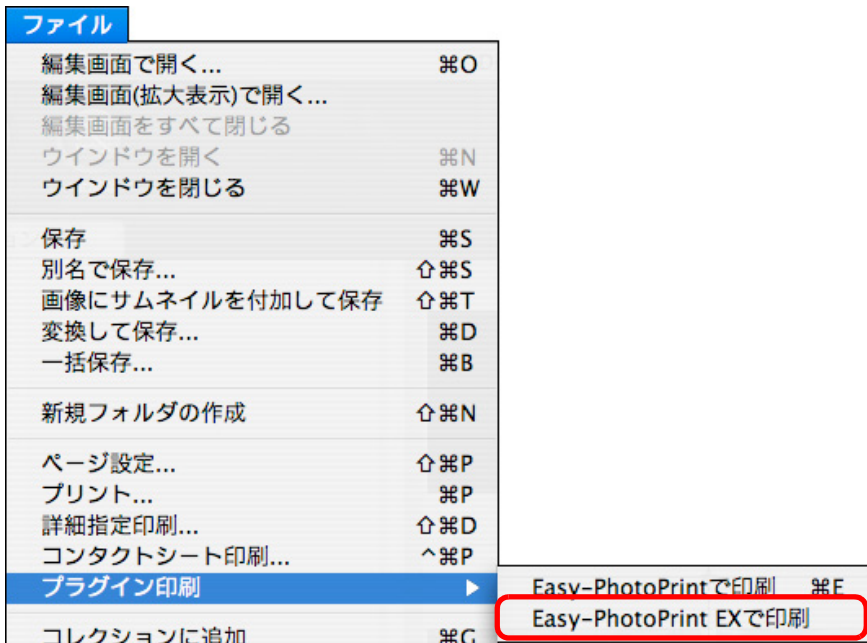 ファイル
編集画面で開く... ⌘O
編集画面(拡大表示)で開く...
編集画面をすべて閉じる
ウインドウを開く ⌘N
ウインドウを閉じる ⌘W
保存 ⌘S
別名で保存... ⇧⌘S
画像にサムネイルを付加して保存 ⇧⌘T
変換して保存... ⌘D
一括保存... ⌘B
新規フォルダの作成 ⇧⌘N
ページ設定... ⇧⌘P
プリント... ⌘P
詳細指定印刷... ⇧⌘D
コンタクトシート印刷... ^⌘P
プラグイン印刷 ▶
Easy-PhotoPrintで印刷 ⌘E
Easy-PhotoPrint EXで印刷
コレクションに追加 ⌘G